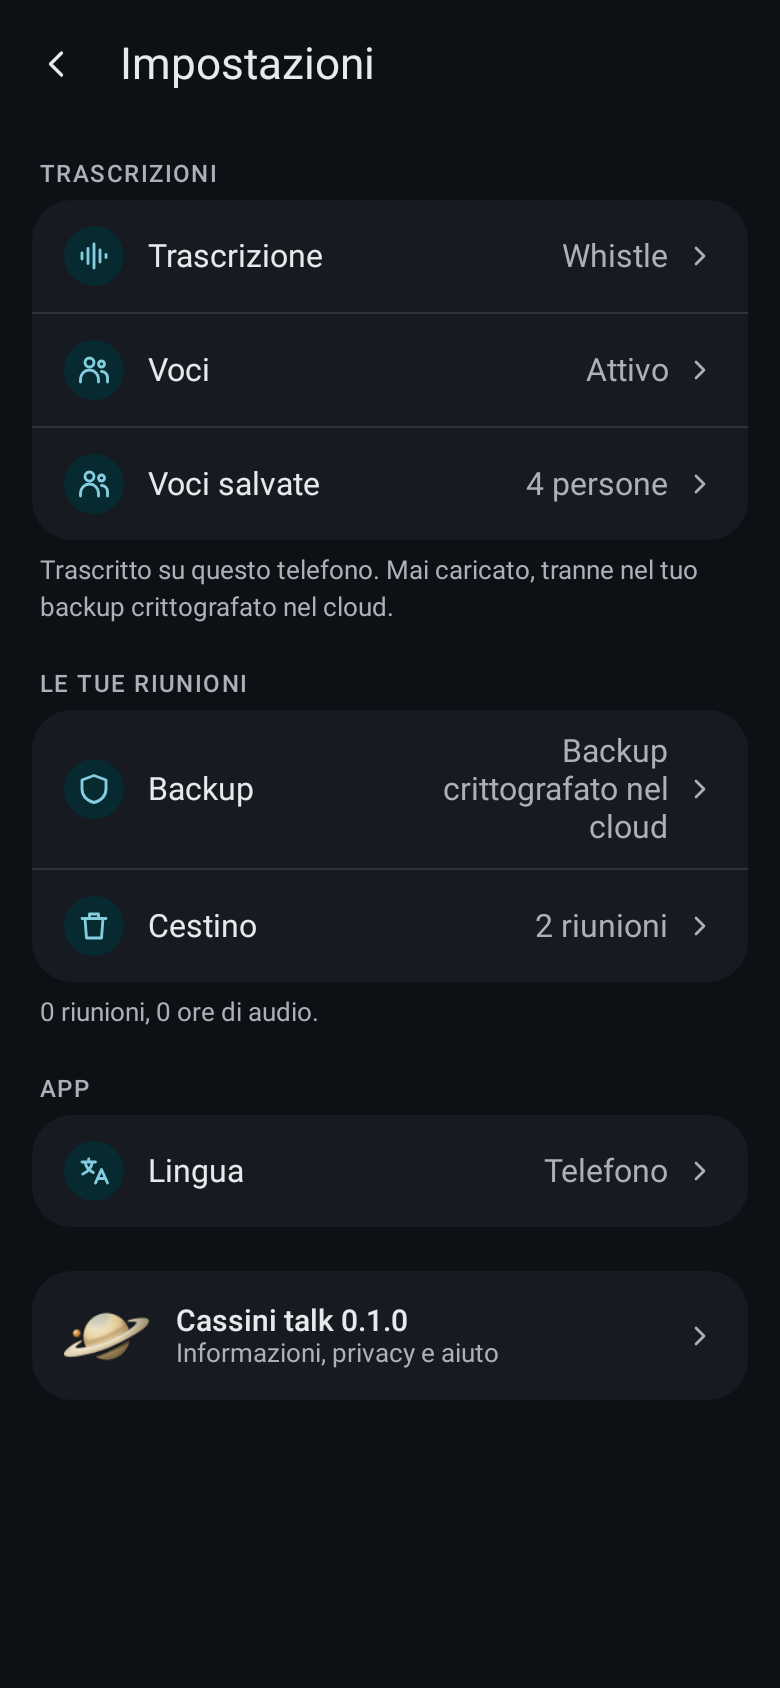 Impostazioni
TRASCRIZIONI
Trascrizione Whistle
Voci Attivo
Voci salvate 4 persone
Trascritto su questo telefono. Mai caricato, tranne nel tuo
backup crittografato nel cloud.
LE TUE RIUNIONI
Backup Backup
crittografato nel
cloud
Cestino 2 riunioni
0 riunioni, 0 ore di audio.
APP
Lingua Telefono
Cassini talk 0.1.0
Informazioni, privacy e aiuto